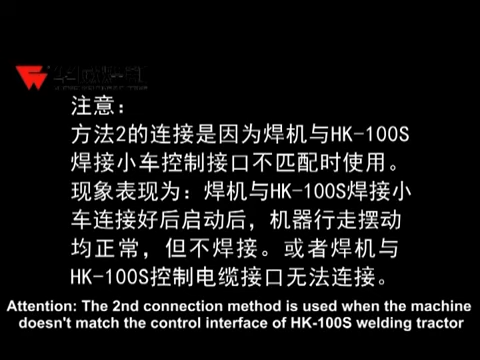 注意：
方法2的连接是因为焊机与HK-100S
焊接小车控制接口不匹配时使用。
现象表现为：焊机与HK-100S焊接小
车连接好后启动后，机器行走摆动
均正常，但不焊接。或者焊机与
HK-100S控制电缆接口无法连接。
Attention: The 2nd connection method is used when the machine
doesn't match the control interface of HK-100S welding tractor